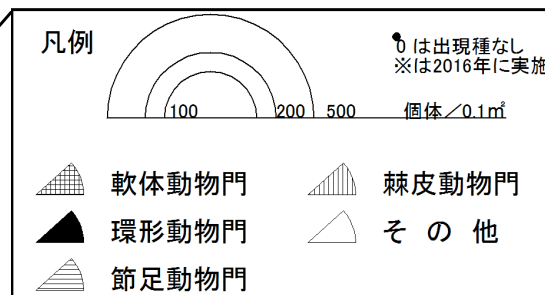 凡例
0 は出現種なし
※は2016年に実施
100 200 500 個体／0.1㎡
軟体動物門 棘皮動物門
環形動物門 その他
節足動物門